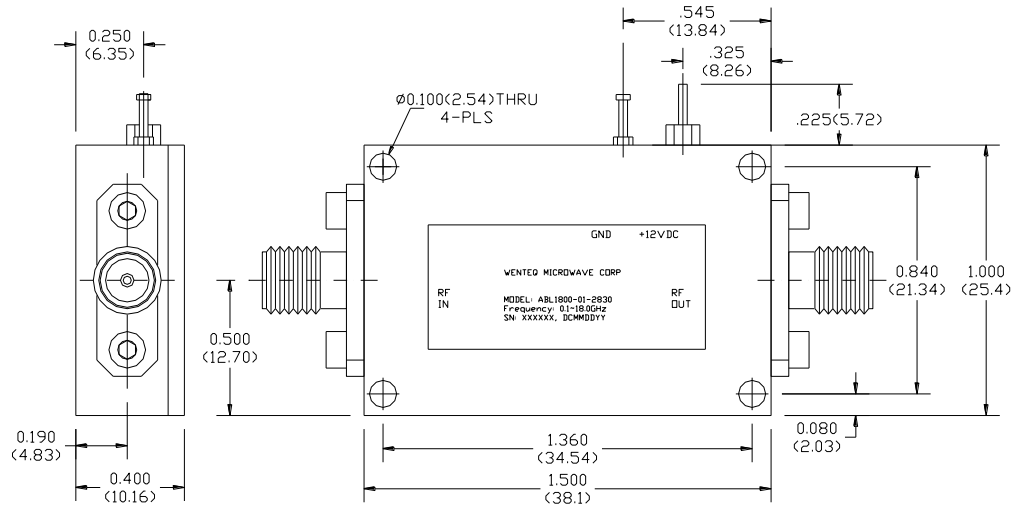 .545
(13.84)
0.250
(6.35)
.325
(8.26)
⌀0.100(2.54)THRU
4-PLS
.225(5.72)
GND +12VDC
WENTEQ MICROWAVE CORP
RF
IN
MODEL: ABL1800-01-2830
Frequency: 0.1~18.0GHz
SN: XXXXXX, DCMMDDYY
RF
OUT
0.840
(21.34)
1.000
(25.4)
0.500
(12.70)
0.190
(4.83)
0.400
(10.16)
1.360
(34.54)
1.500
(38.1)
0.080
(2.03)